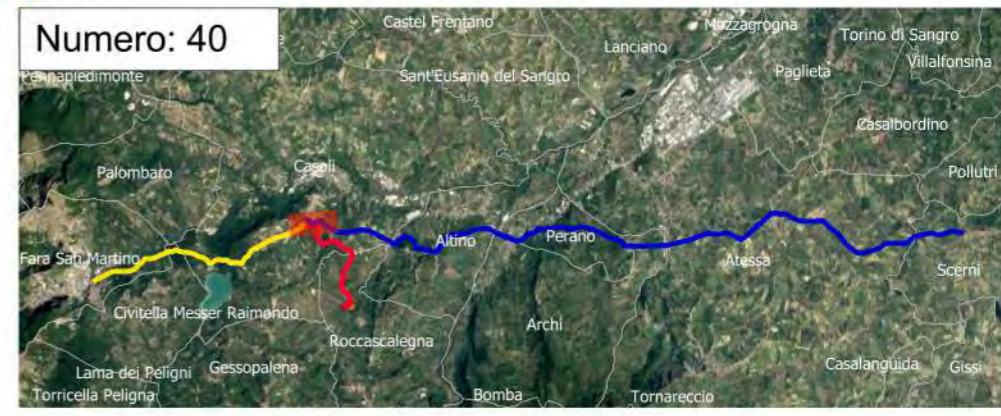 Numero: 40
Castel Frentano
Mozzagrogna
Lanciano
Torino di Sangro
Villalfonsina
Pennapiedimonte
Sant'Eusanio del Sangro
Paglieta
Casalbordino
Palombaro
Casoli
Pollutri
Fara San Martino
Altino
Perano
Atessa
Scerni
Civitella Messer Raimondo
Archi
Roccascalegna
Lama dei Peligni
Gessopalena
Casalanguida
Gissi
Torricella Peligna
Bomba
Tornareccio